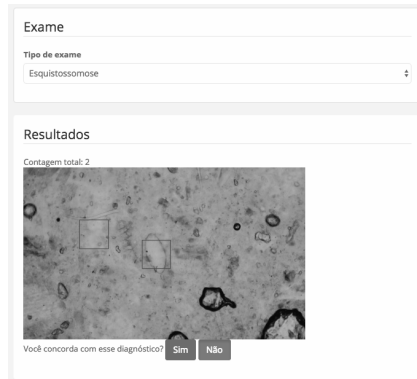 Exame
Tipo de exame
Esquistossomose
Resultados
Contagem total: 2
Você concorda com esse diagnóstico? Sim Não